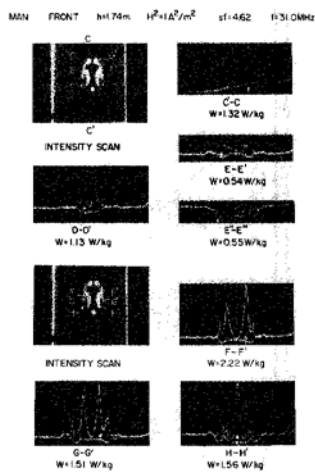 MAN FRONT h=1.74m H²=1A²/m² sf=4.62 f=31.0MHz
C
C'
INTENSITY SCAN
C'-C
W=1.32 W/kg
E-E'
W=0.54 W/kg
D-D'
W=1.13 W/kg
E"-E'''
W=0.55 W/kg
INTENSITY SCAN
F-F'
W=2.22 W/kg
G-G'
W=1.51 W/kg
H-H'
W=1.56 W/kg